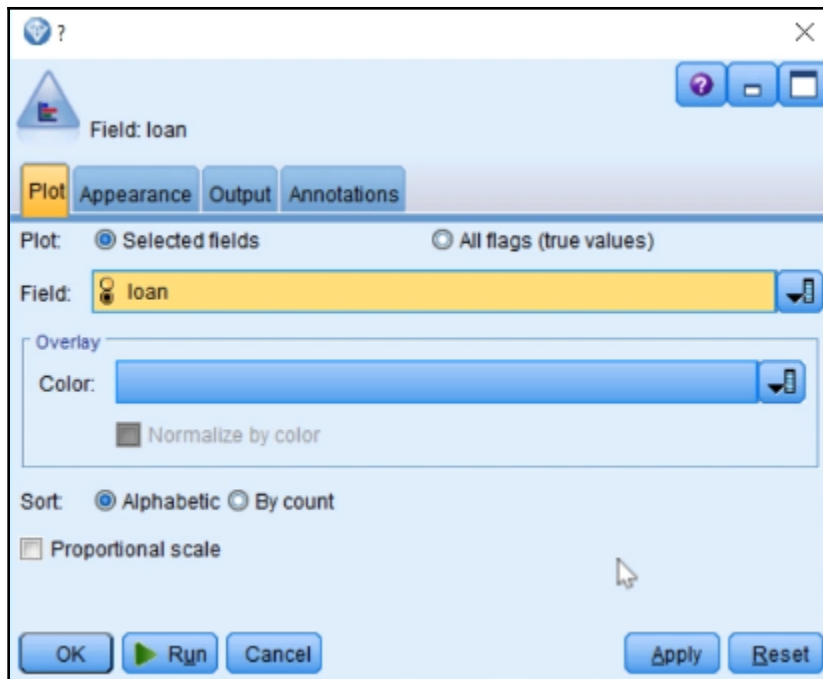 ?
Field: loan
Plot Appearance Output Annotations
Plot: Selected fields All flags (true values)
Field: loan
Overlay
Color:
Normalize by color
Sort: Alphabetic By count
Proportional scale
OK Run Cancel Apply Reset